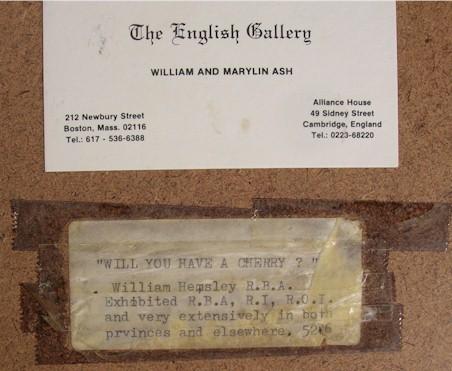 The English Gallery
WILLIAM AND MARYLIN ASH
212 Newbury Street
Boston, Mass. 02116
Tel.: 617 - 536-6388
Alliance House
49 Sidney Street
Cambridge, England
Tel.: 0223-68220
"WILL YOU HAVE A CHERRY ? "
William Hemsley R.B.A.
Exhibited R.B.A, R.I, R.O.I.
and very extensively in both
prvinces and elsewhere.